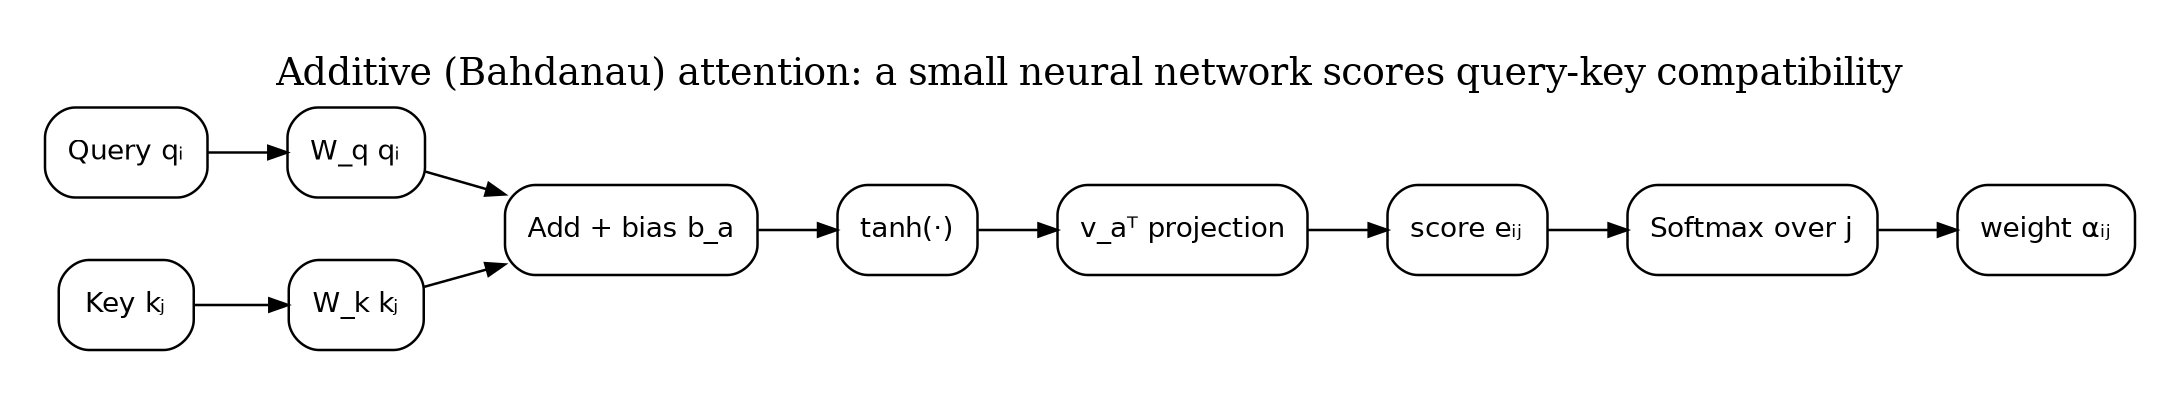 Additive (Bahdanau) attention: a small neural network scores query-key compatibility
Query qᵢ
W_q qᵢ
Key kⱼ
W_k kⱼ
Add + bias b_a
tanh(·)
v_aᵀ projection
score eᵢⱼ
Softmax over j
weight αᵢⱼ